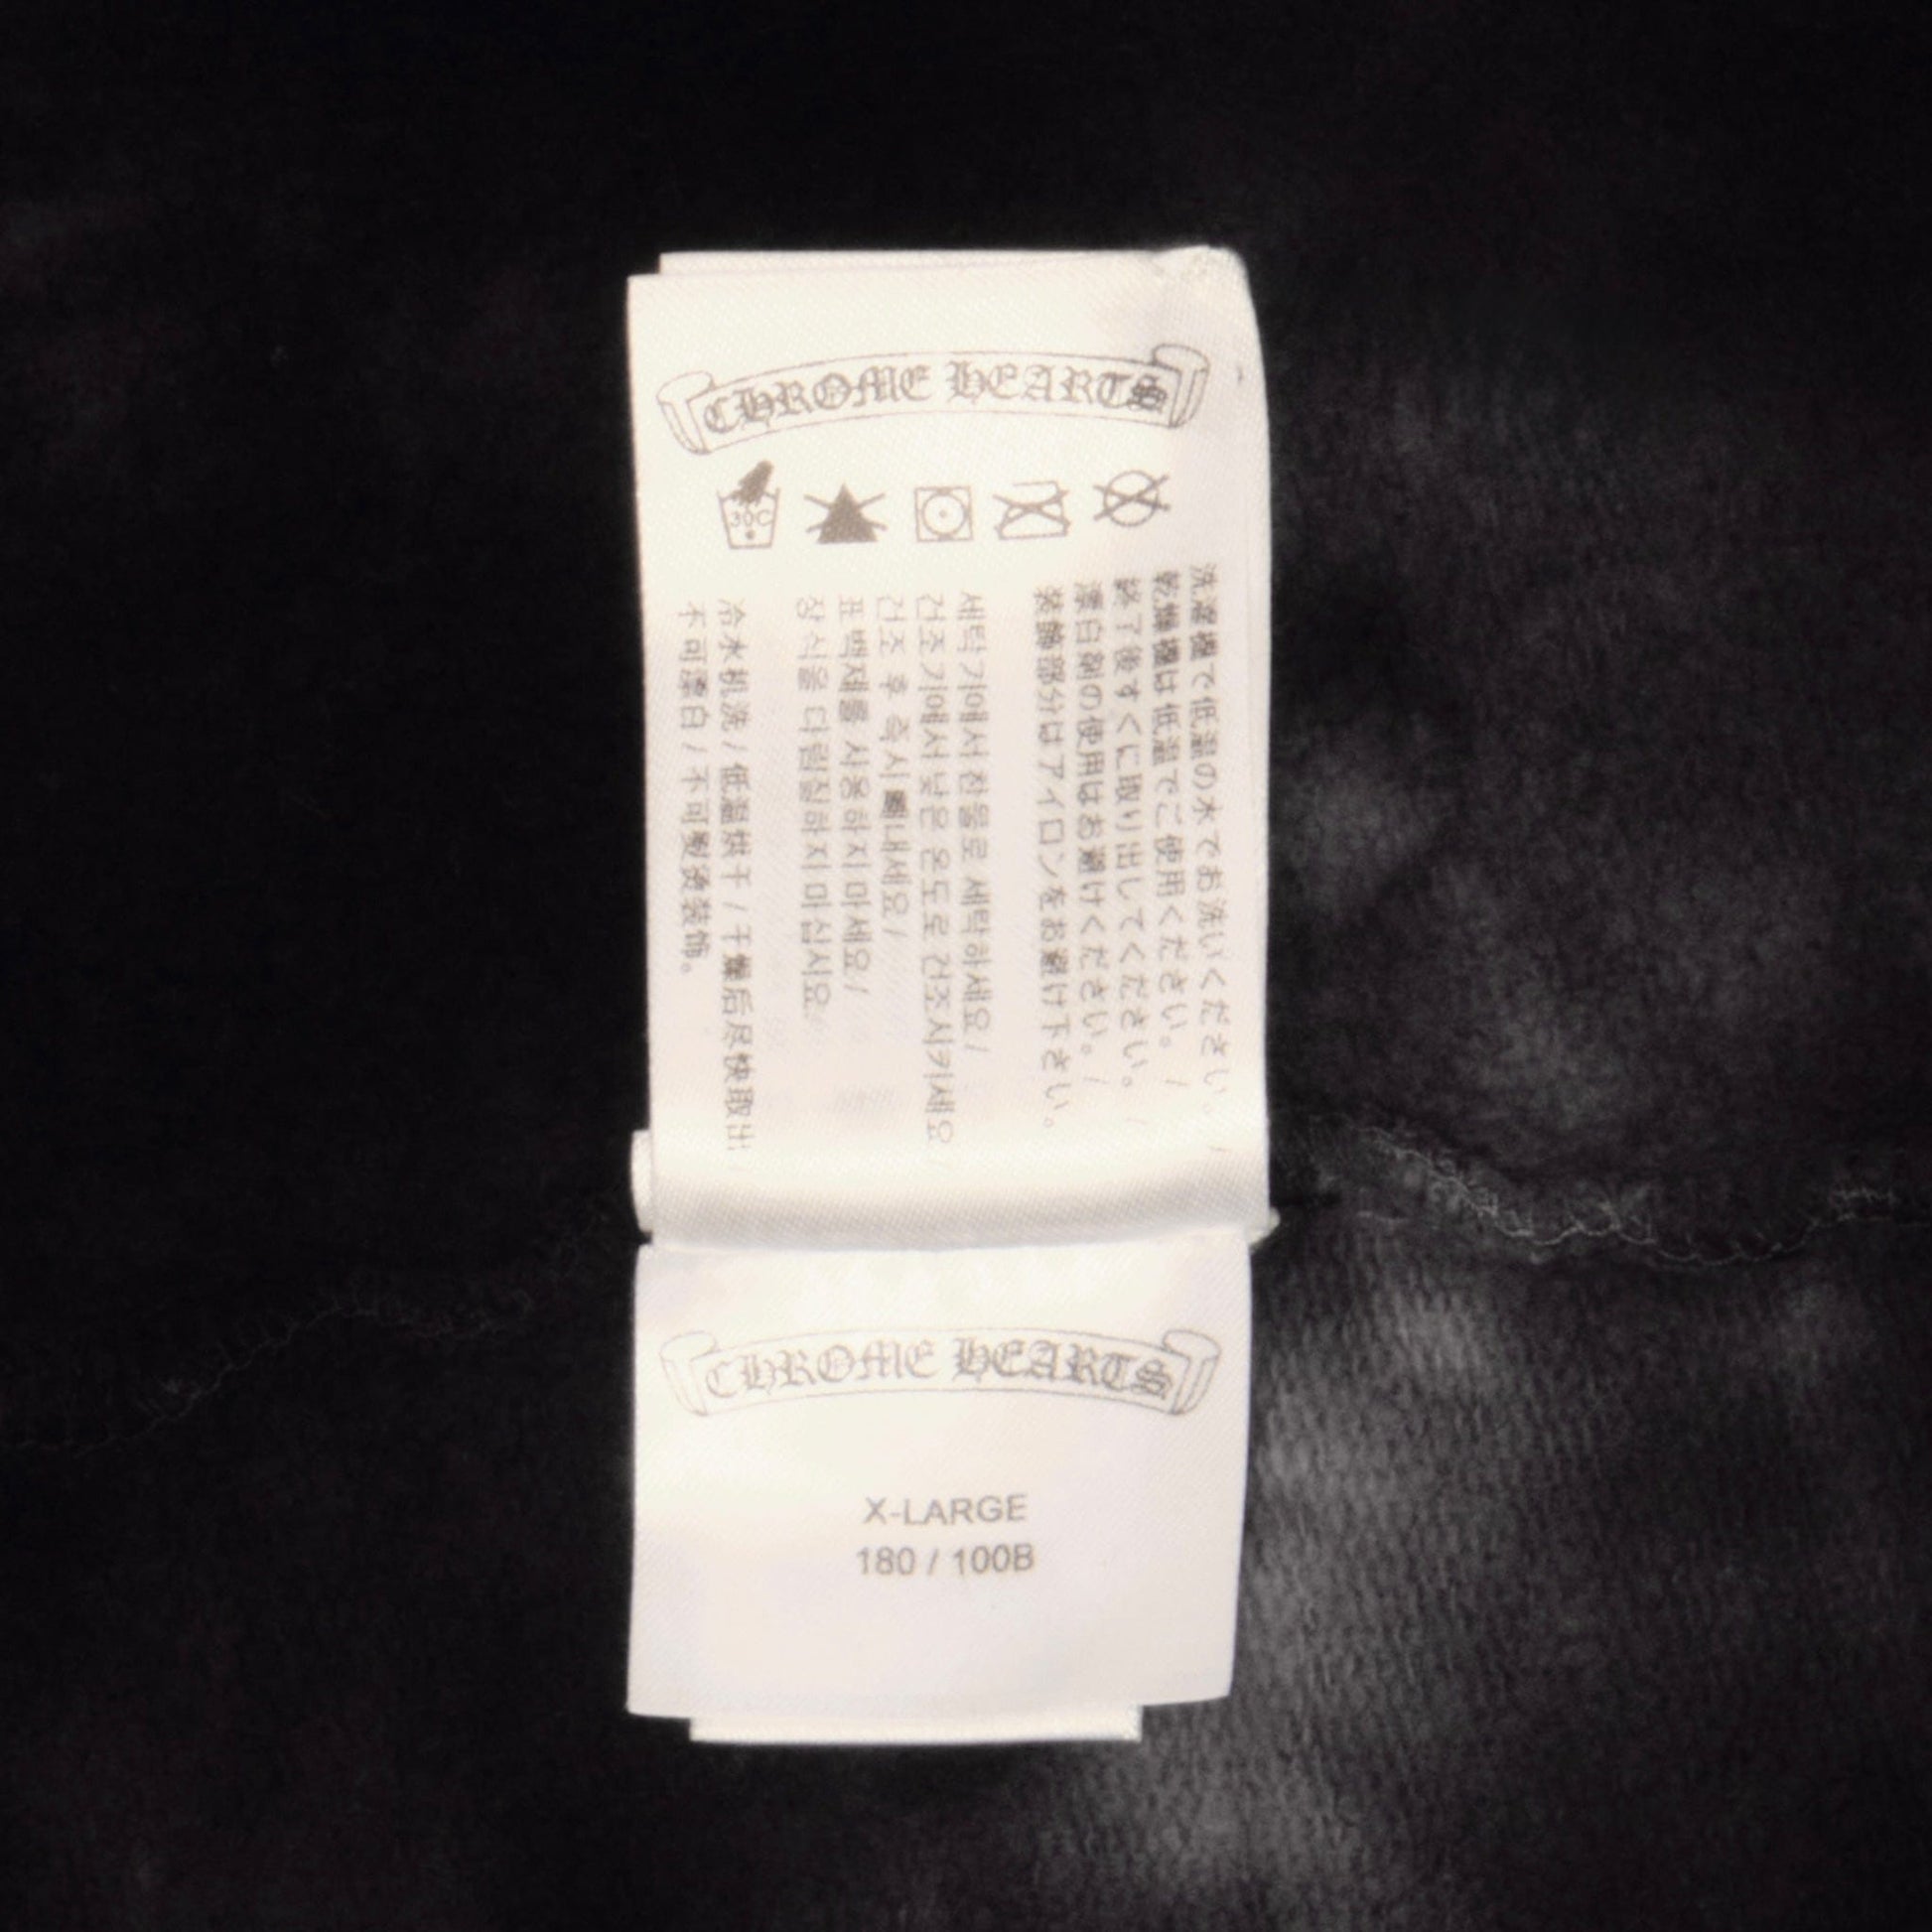 CHROME HEARTS
30C
洗濯機で低温の水でお洗いください。 /
乾燥機は低温でご使用ください。 /
終了後すぐに取り出してください。 /
漂白剤の使用はお避けください。 /
装飾部分はアイロンをお避け下さい。
세탁기에서 찬물로 세탁하세요 /
건조기에서 낮은 온도로 건조시키세요 /
건조 후 즉시 꺼내세요 /
표백제를 사용하지 마세요 /
장식을 다림질하지 마십시요
冷水机洗 / 低温烘干 / 干燥后尽快取出
不可漂白 / 不可熨烫装饰。
CHROME HEARTS
X-LARGE
180 / 100B